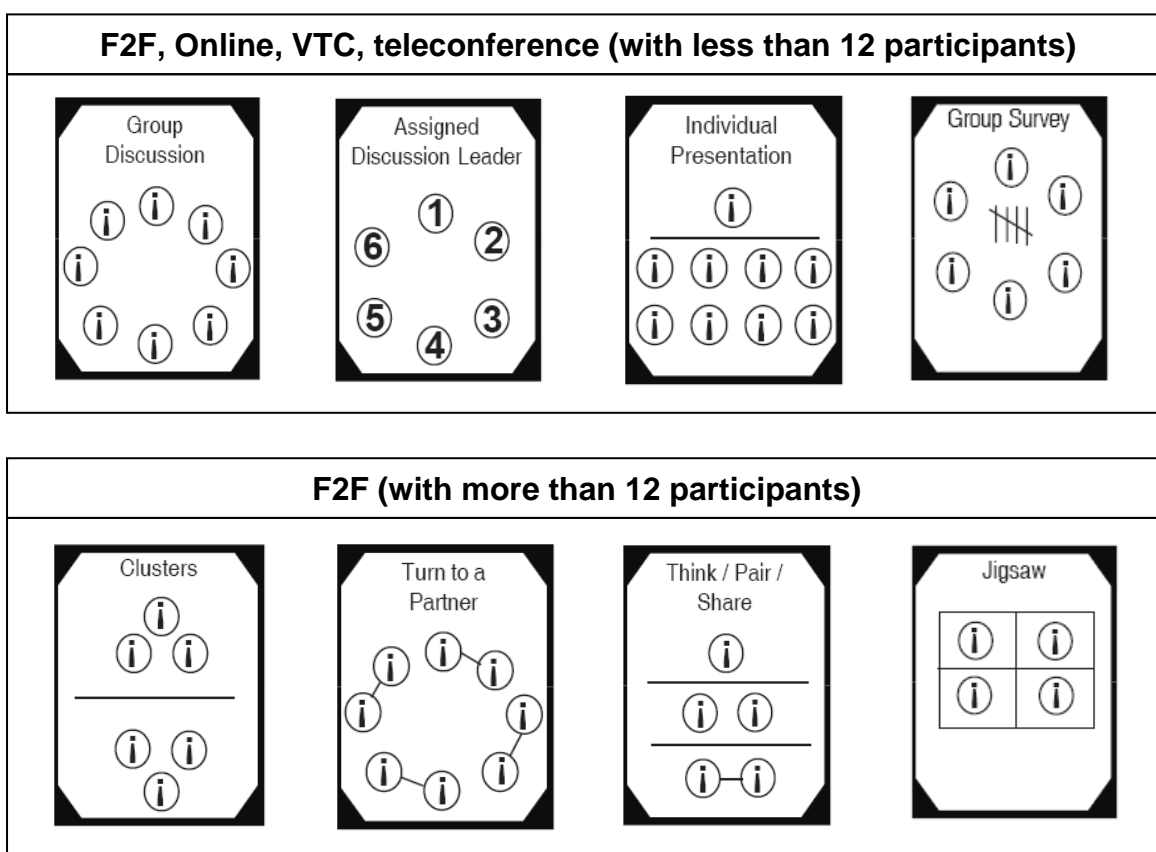 F2F, Online, VTC, teleconference (with less than 12 participants)
Group
Discussion
Assigned
Discussion Leader
1
2
3
4
5
6
Individual
Presentation
Group Survey
F2F (with more than 12 participants)
Clusters
Turn to a
Partner
Think / Pair /
Share
Jigsaw